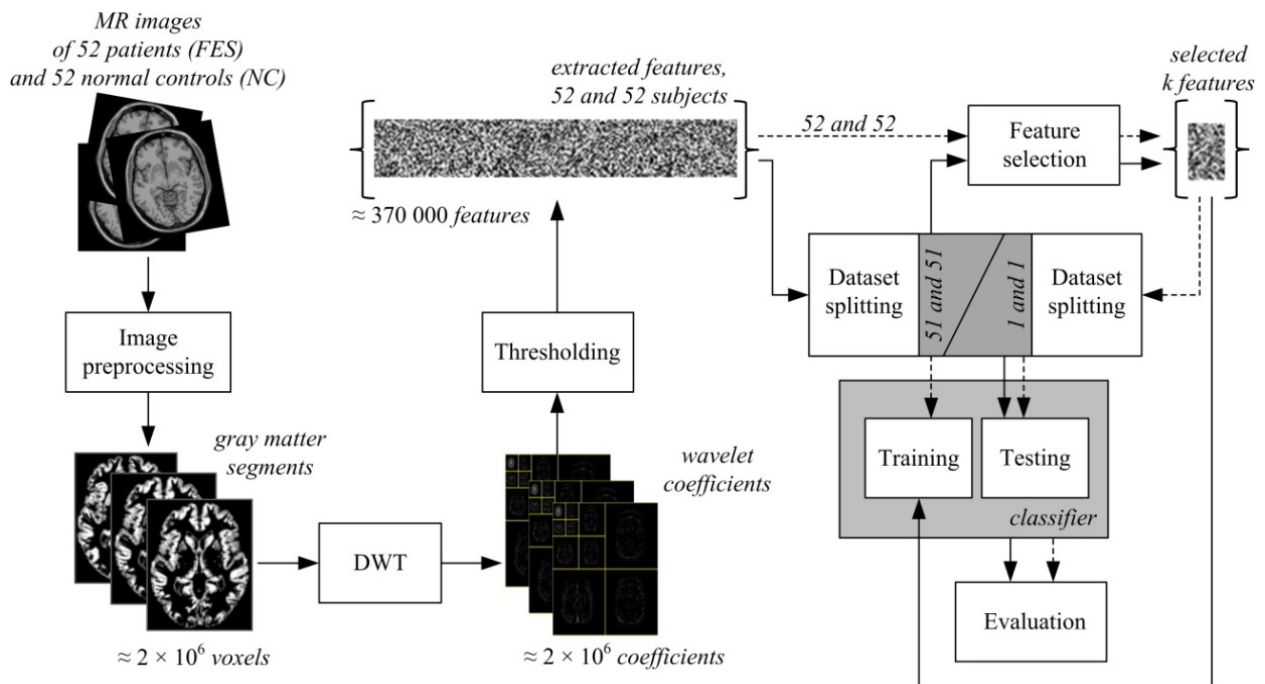 MR images
of 52 patients (FES)
and 52 normal controls (NC)
Image
preprocessing
gray matter
segments
≈ 2 × 10⁶ voxels
DWT
wavelet
coefficients
≈ 2 × 10⁶ coefficients
Thresholding
≈ 370 000 features
extracted features,
52 and 52 subjects
52 and 52
Feature
selection
selected
k features
Dataset
splitting
51 and 51
1 and 1
Dataset
splitting
Training
Testing
classifier
Evaluation